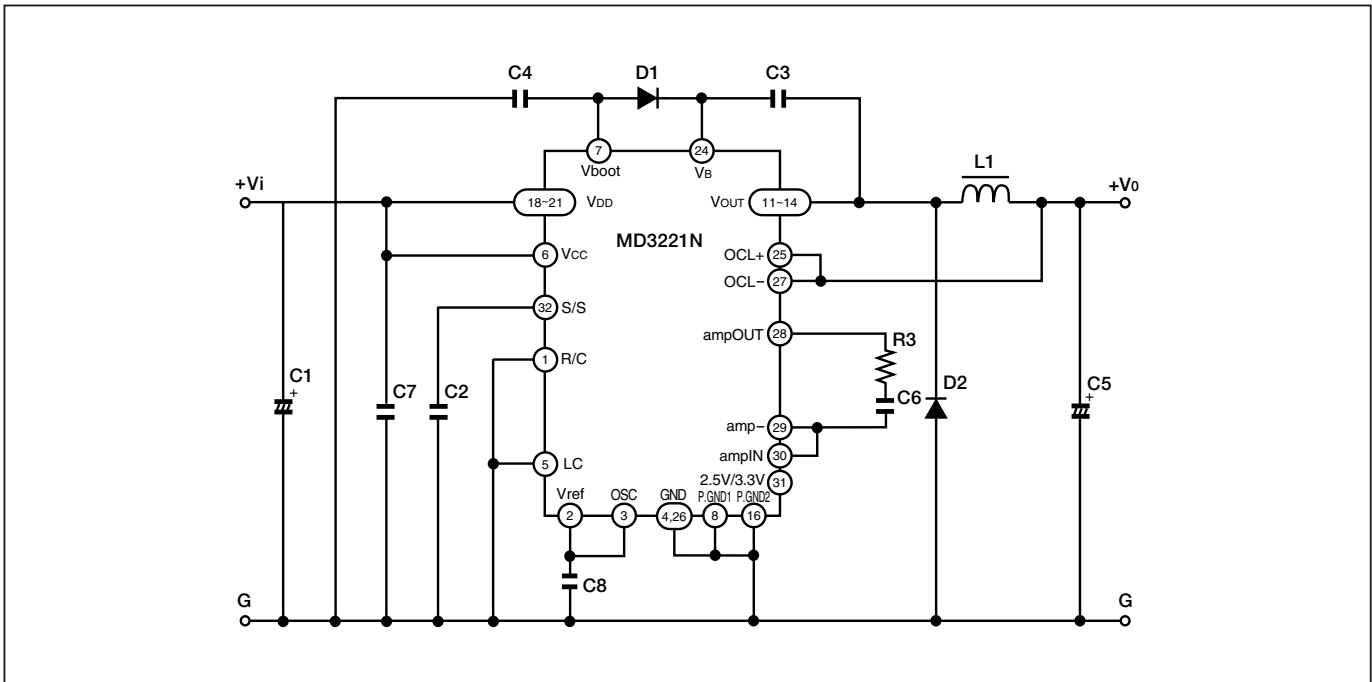 C4
D1
C3
7
24
Vboot
VB
L1
+Vi
+V0
18~21
VDD
VOUT
11~14
MD3221N
6
VCC
OCL+
25
OCL−
27
32
S/S
ampOUT
28
R3
1
R/C
C1
+
C7
C2
C6
D2
C5
+
amp−
29
ampIN
30
5
LC
2.5V/3.3V
31
Vref
OSC
GND
P.GND1
P.GND2
2
3
4,26
8
16
C8
G
G